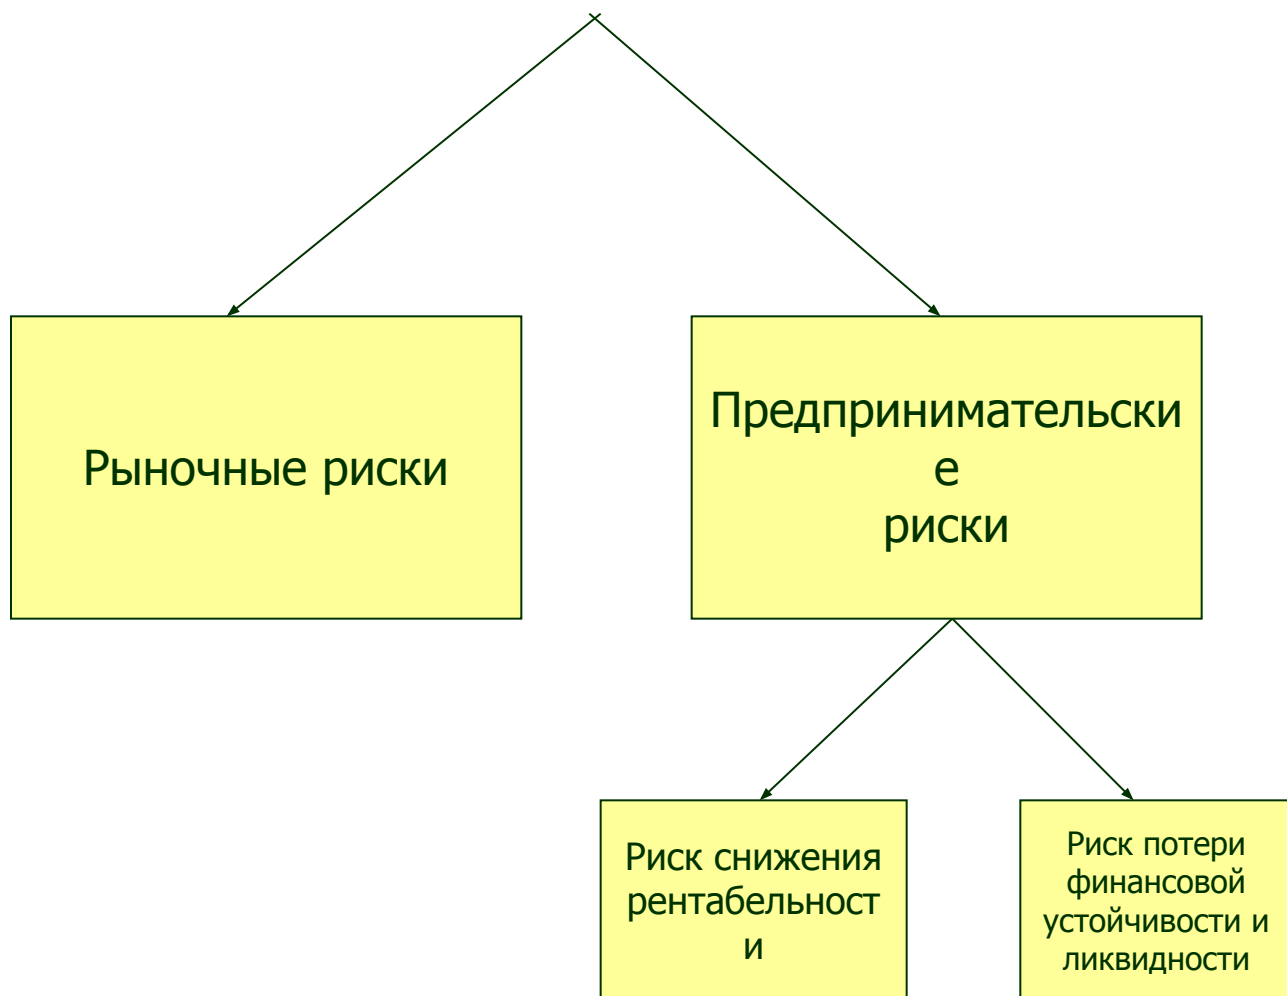 Рыночные риски
Предпринимательски
е
риски
Риск снижения
рентабельност
и
Риск потери
финансовой
устойчивости и
ликвидности